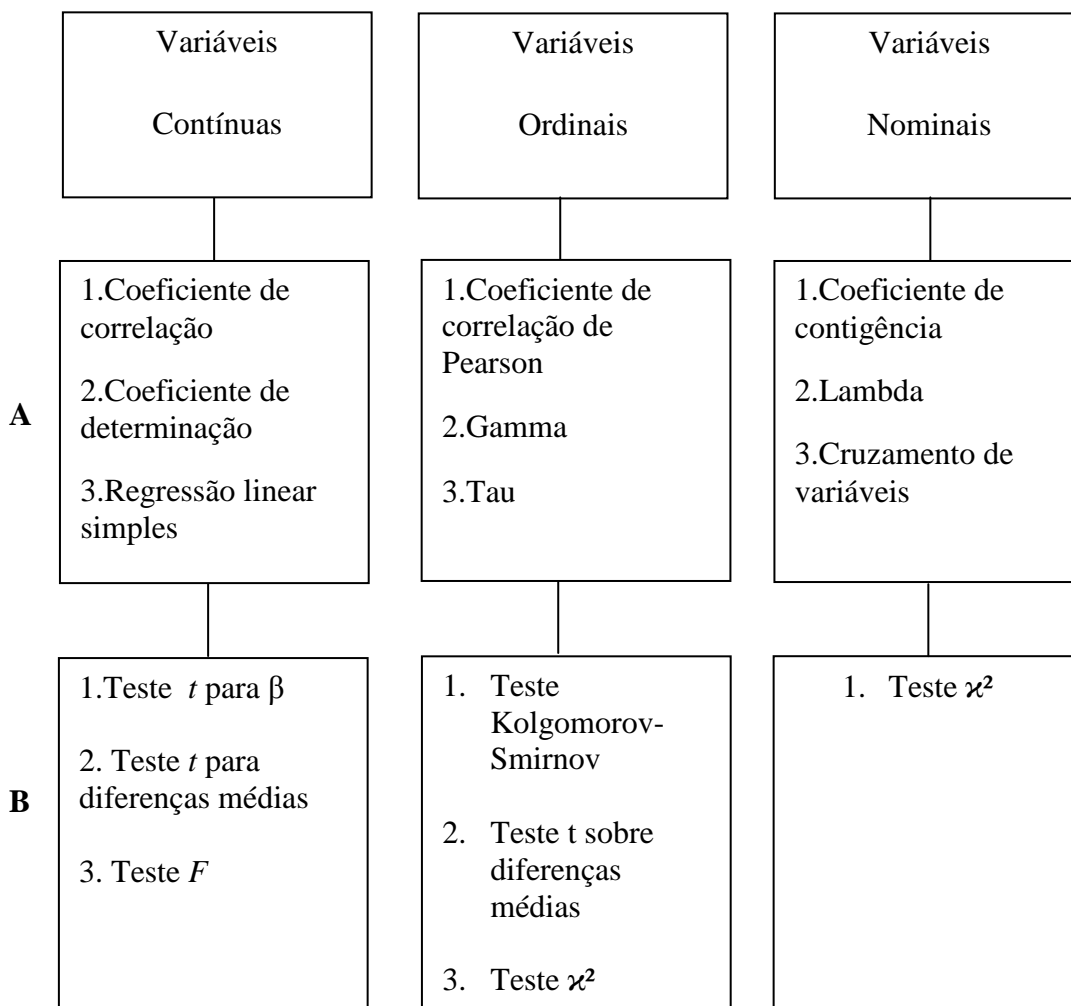 Variáveis
Contínuas
Variáveis
Ordinais
Variáveis
Nominais
A
1.Coeficiente de
correlação
2.Coeficiente de
determinação
3.Regressão linear
simples
1.Coeficiente de
correlação de
Pearson
2.Gamma
3.Tau
1.Coeficiente de
contigência
2.Lambda
3.Cruzamento de
variáveis
B
1.Teste t para β
2. Teste t para
diferenças médias
3. Teste F
1. Teste
Kolgomorov-
Smirnov
2. Teste t sobre
diferenças
médias
3. Teste ϰ²
1. Teste ϰ²